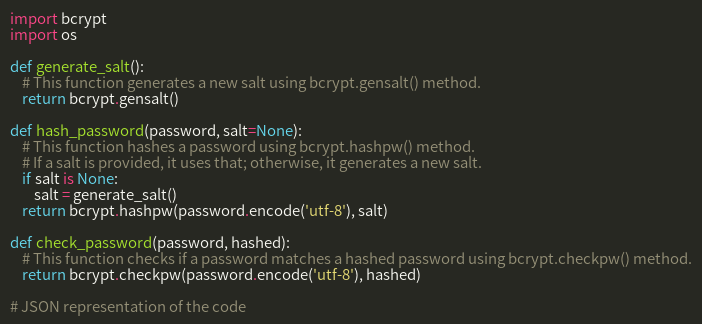 import bcrypt
import os

def generate_salt():
    # This function generates a new salt using bcrypt.gensalt() method.
    return bcrypt.gensalt()

def hash_password(password, salt=None):
    # This function hashes a password using bcrypt.hashpw() method.
    # If a salt is provided, it uses that; otherwise, it generates a new salt.
    if salt is None:
        salt = generate_salt()
    return bcrypt.hashpw(password.encode('utf-8'), salt)

def check_password(password, hashed):
    # This function checks if a password matches a hashed password using bcrypt.checkpw() method.
    return bcrypt.checkpw(password.encode('utf-8'), hashed)

# JSON representation of the code